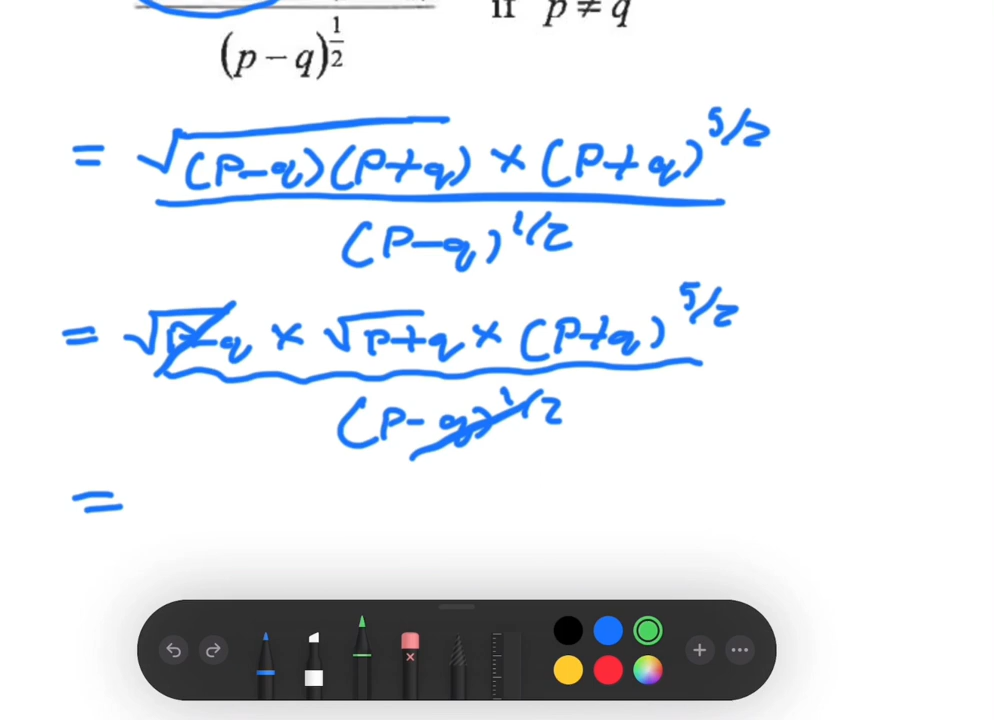 (p − q)^{1/2} if p ≠ q
= √((P−q)(P+q)) × (P+q)^{5/2}
(P−q)^{1/2}
= √(P−q) × √(P+q) × (P+q)^{5/2}
(P−q)^{1/2}
=